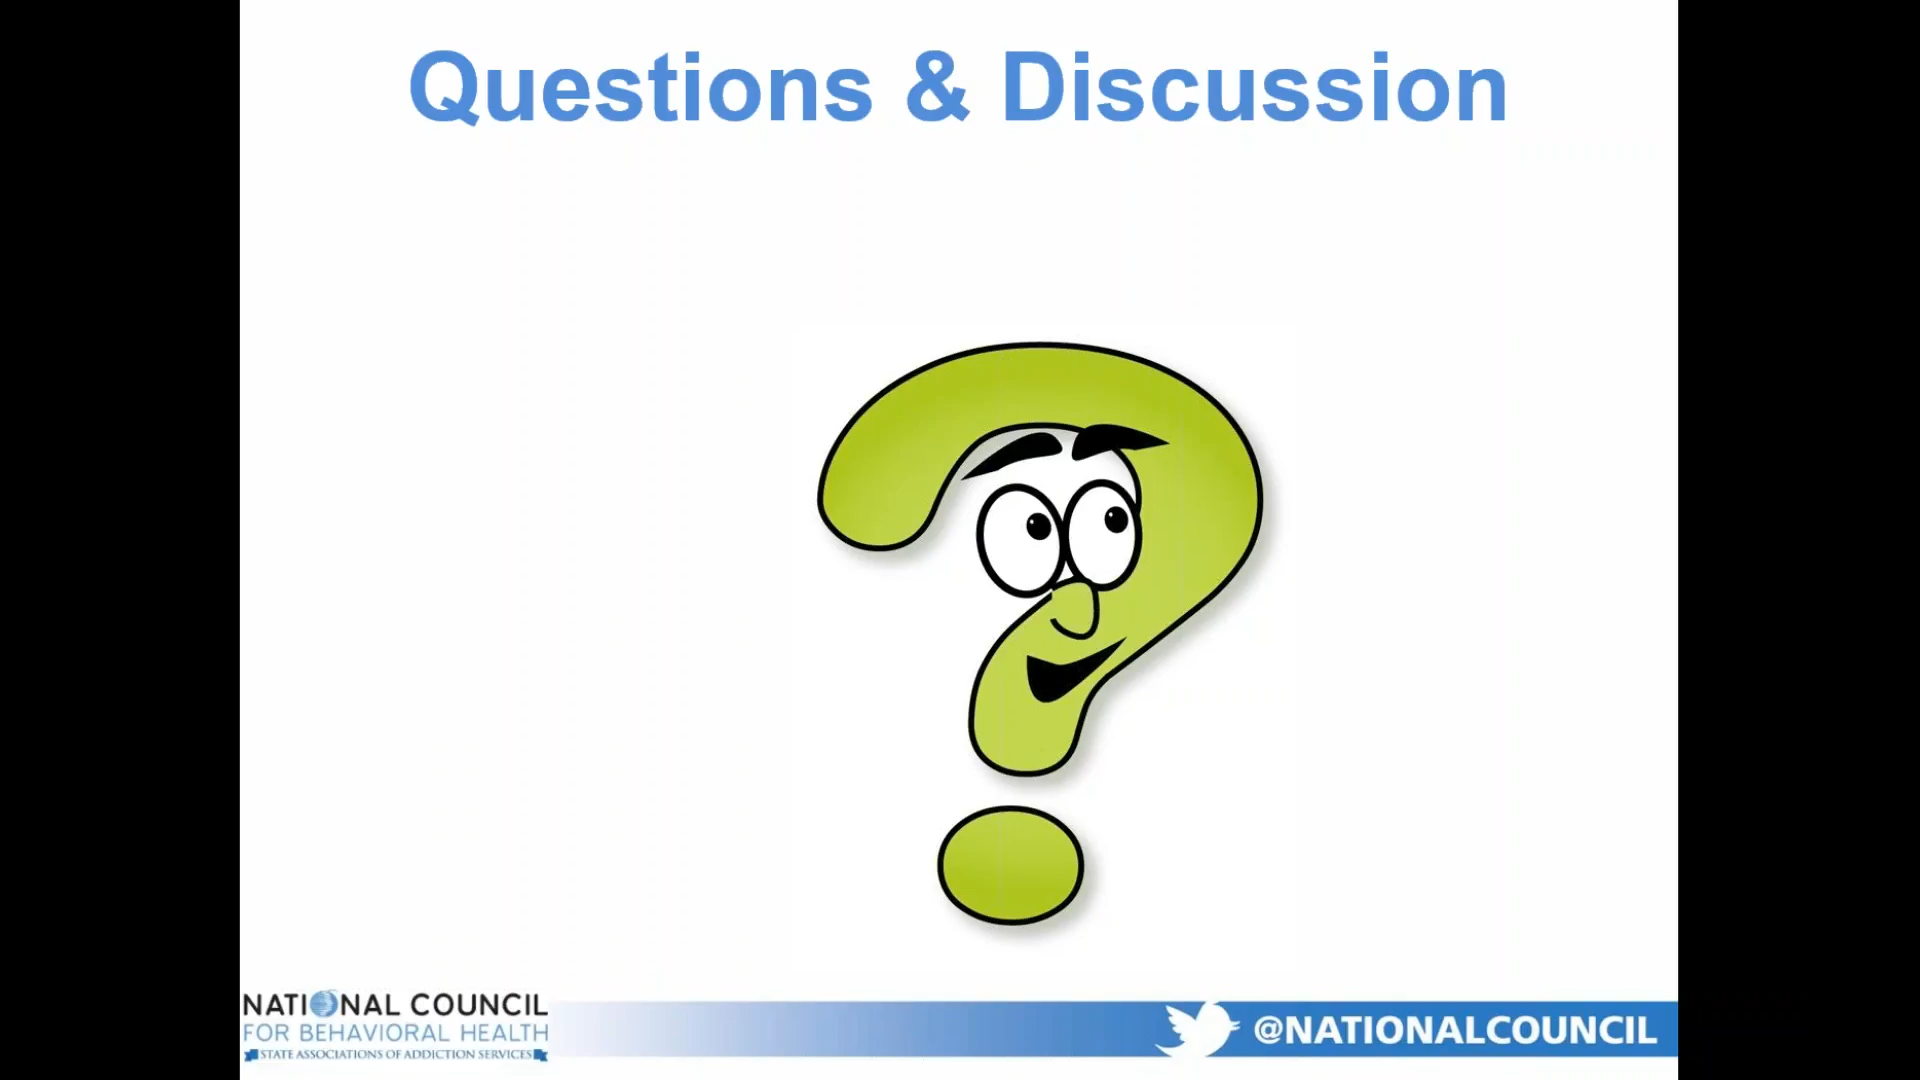 Questions & Discussion
NATIONAL COUNCIL
FOR BEHAVIORAL HEALTH
STATE ASSOCIATIONS OF ADDICTION SERVICES
@NATIONALCOUNCIL